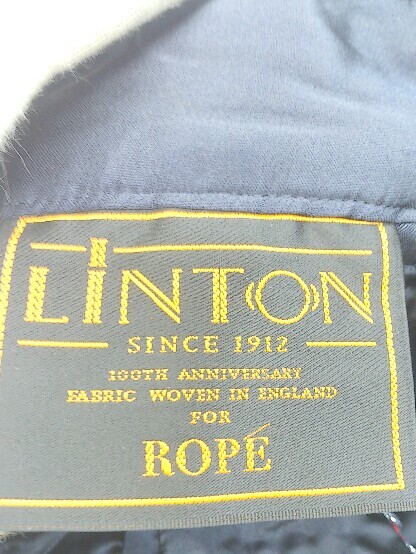 LINTON
SINCE 1912
100TH ANNIVERSARY
FABRIC WOVEN IN ENGLAND
FOR
ROPÉ